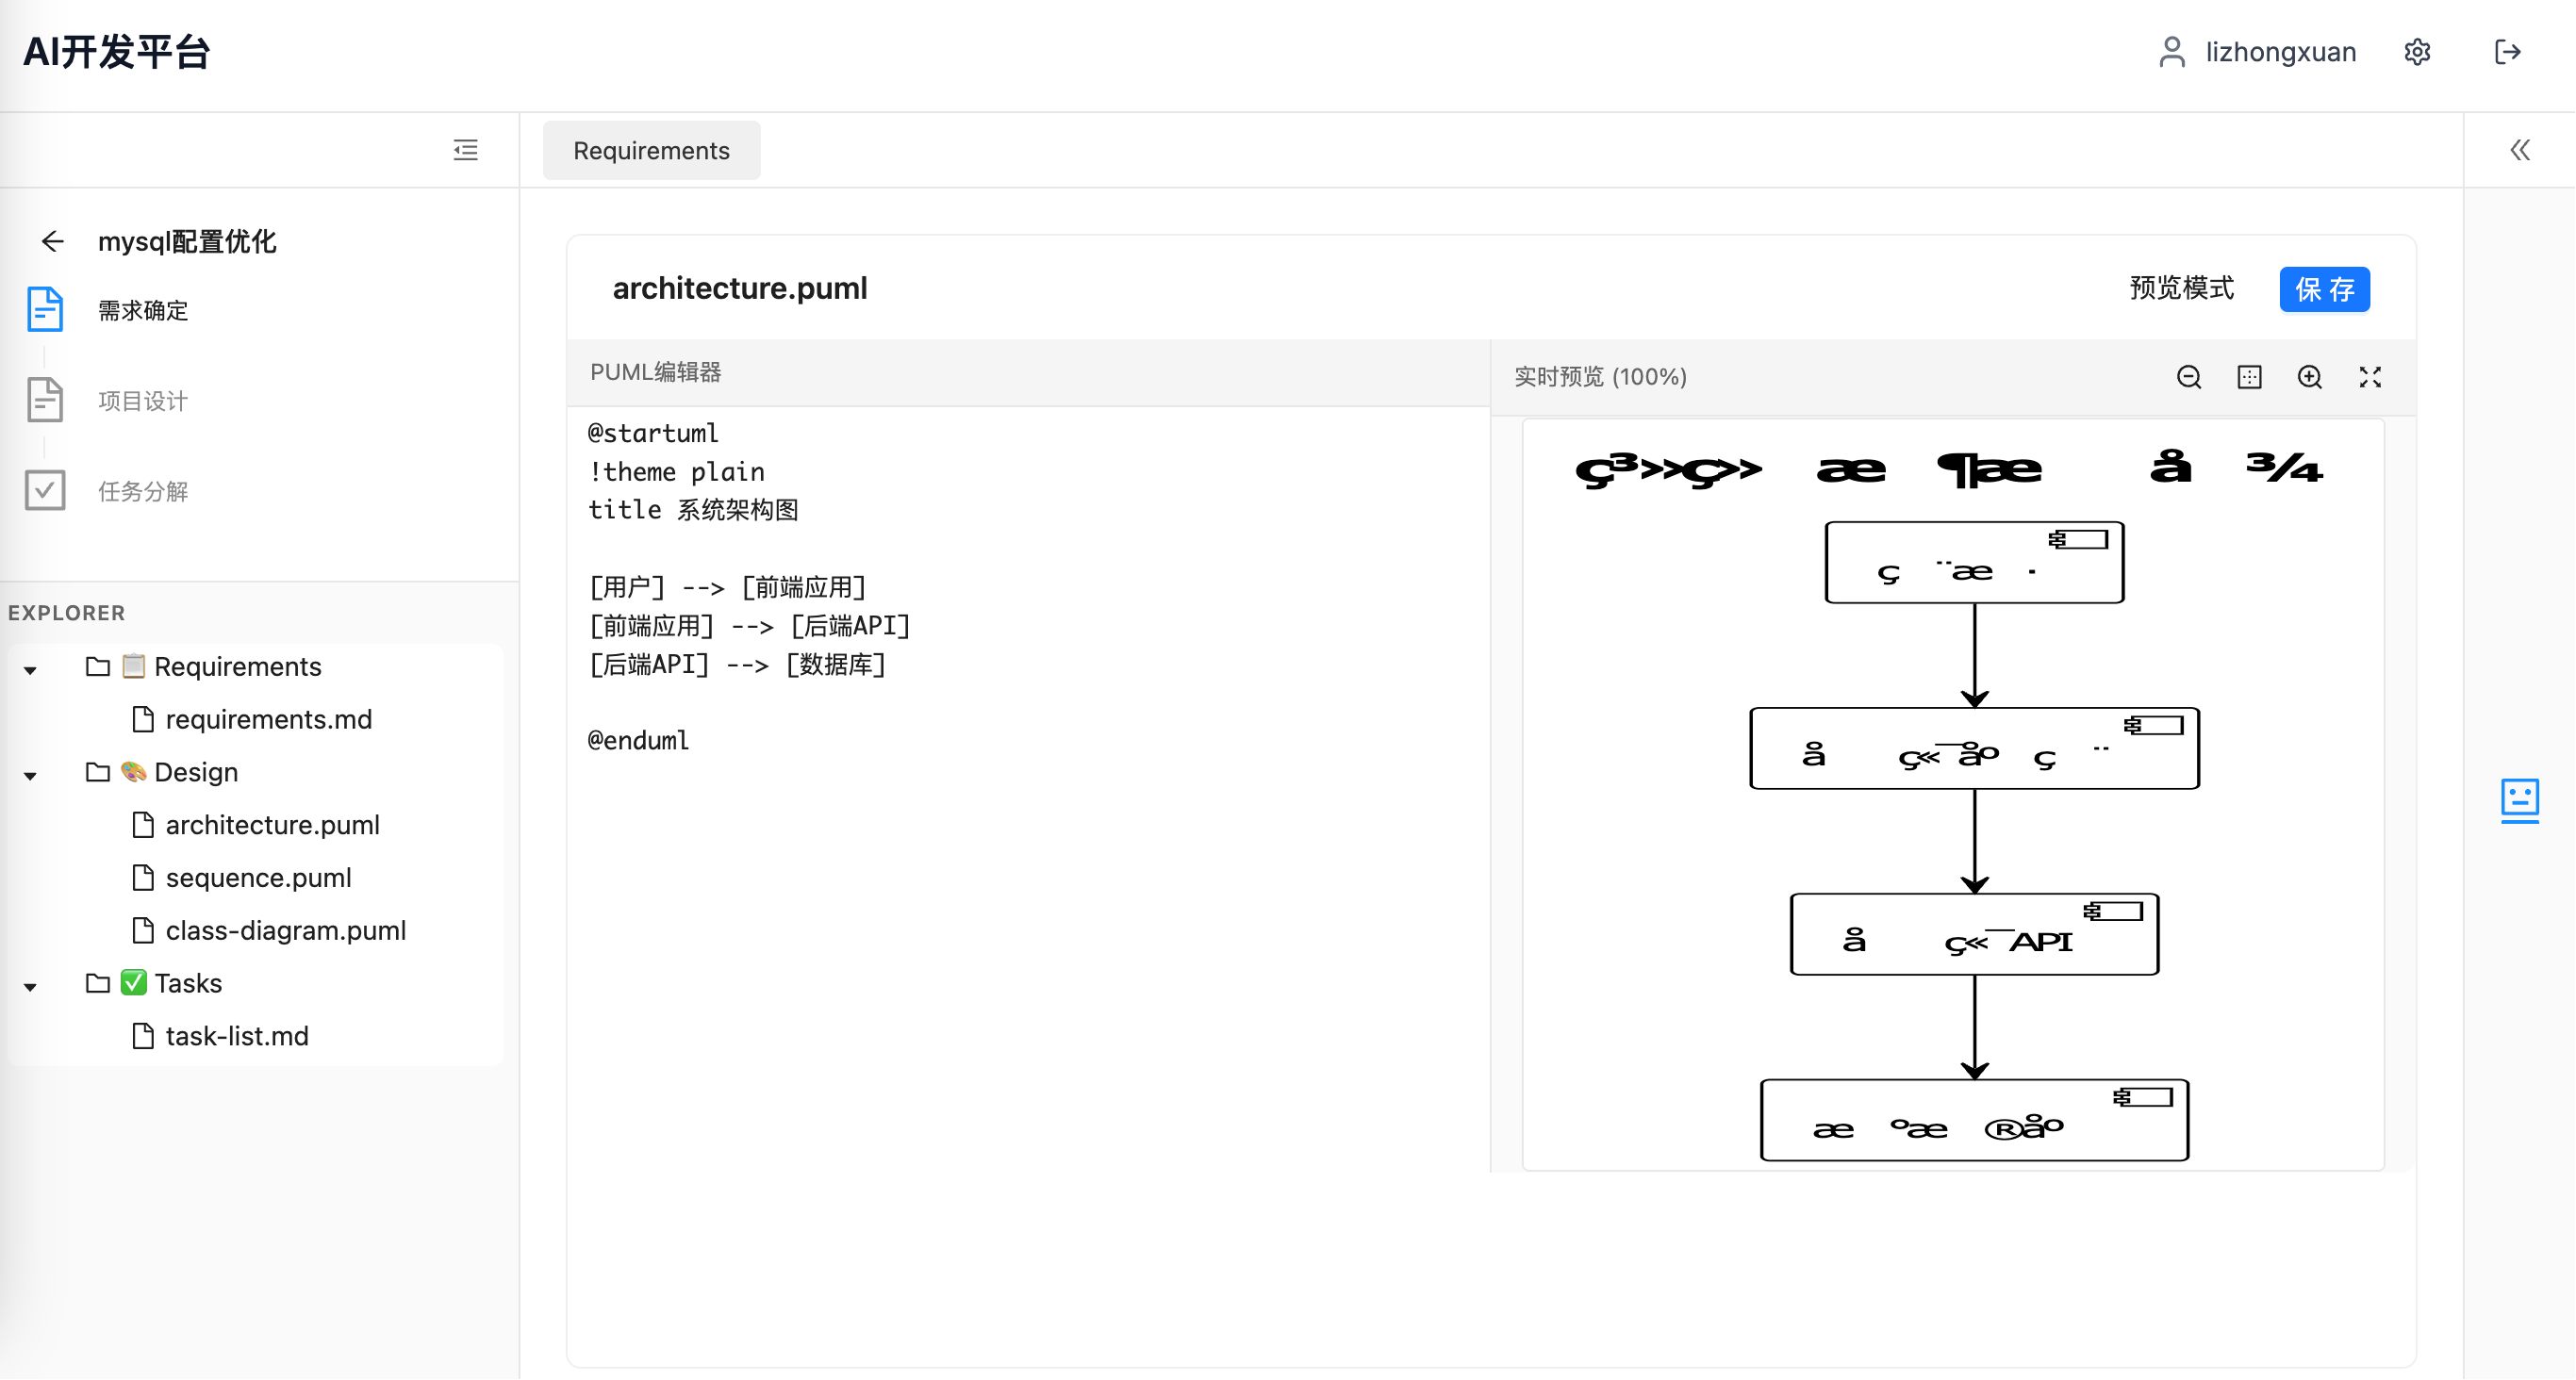 AI开发平台
lizhongxuan
Requirements
mysql配置优化
需求确定
项目设计
任务分解
EXPLORER
Requirements
requirements.md
Design
architecture.puml
sequence.puml
class-diagram.puml
Tasks
task-list.md
architecture.puml
预览模式
保 存
PUML编辑器
@startuml
!theme plain
title 系统架构图
[用户] --> [前端应用]
[前端应用] --> [后端API]
[后端API] --> [数据库]
@enduml
实时预览 (100%)
ç³»ç» æ ¶æ å ¾
ç ¨æ ·
å ç«¯åº ç ¨
å ç«¯API
æ °æ ®åº